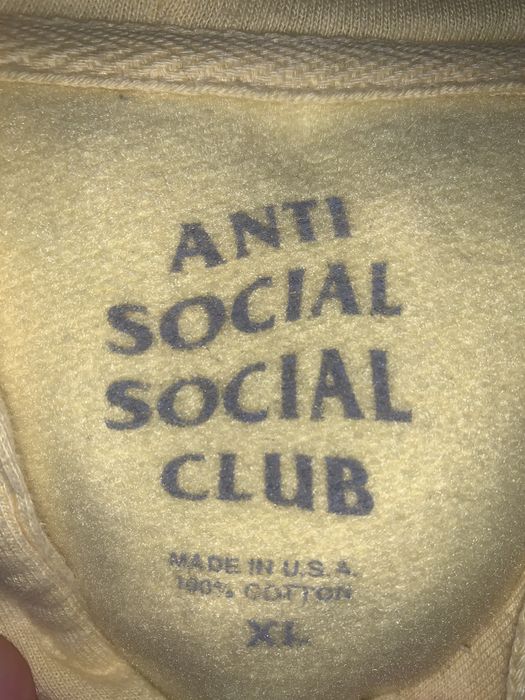 ANTI
SOCIAL
SOCIAL
CLUB
MADE IN U.S.A.
100% COTTON
XL